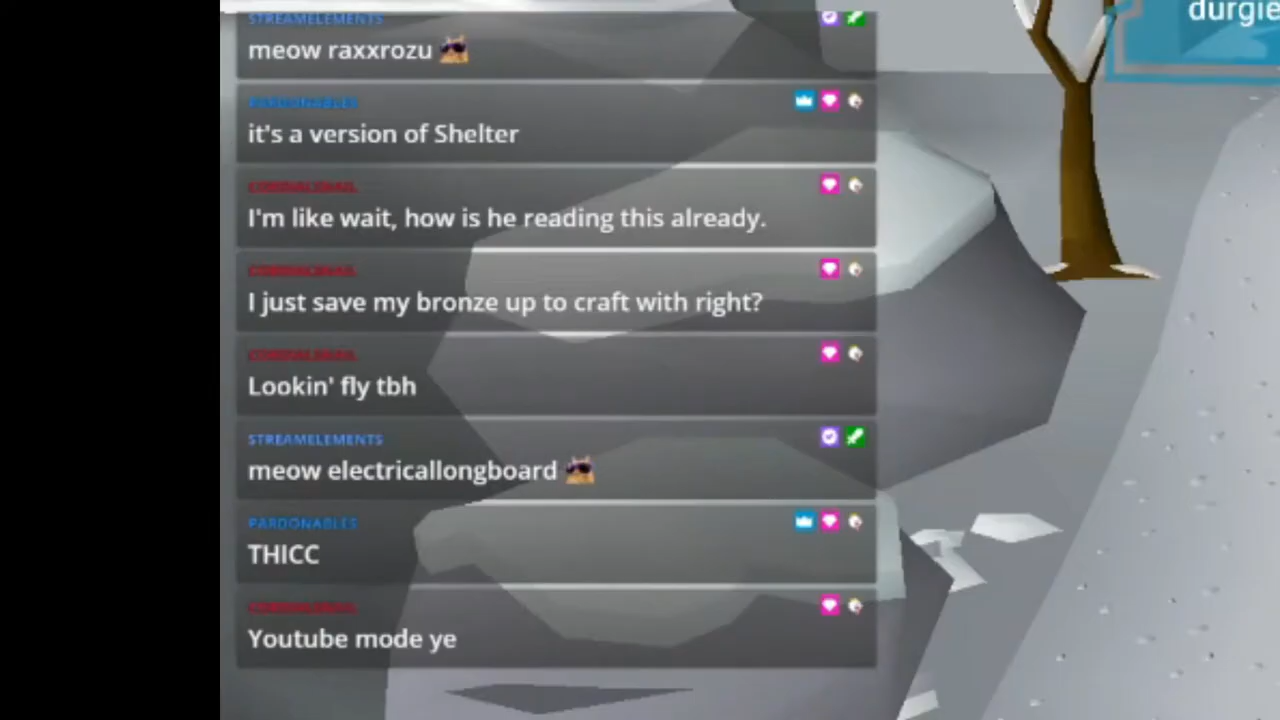 durgie
STREAMELEMENTS
meow raxxrozu
PARDONABLES
it's a version of Shelter
I'm like wait, how is he reading this already.
I just save my bronze up to craft with right?
Lookin' fly tbh
STREAMELEMENTS
meow electricallongboard
PARDONABLES
THICC
Youtube mode ye